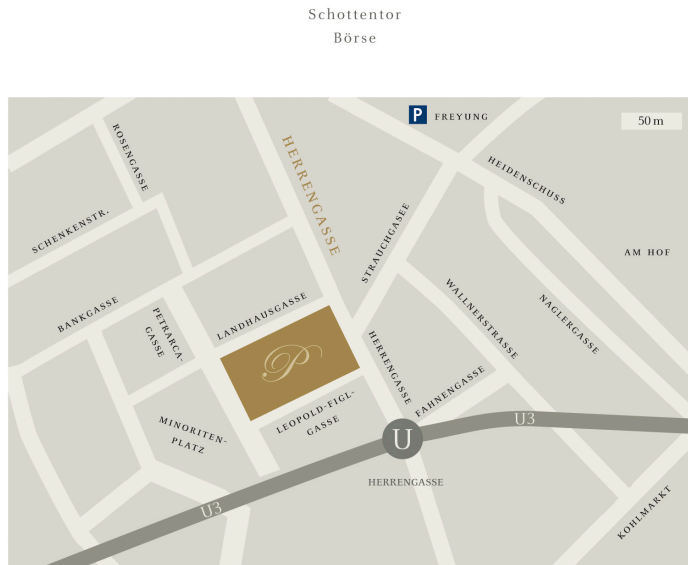 Schottentor
Börse
P FREYUNG
50 m
ROSENGASSE
HERRENGASSE
HEIDENSCHUSS
SCHENKENSTR.
STRAUCHGASEE
AM HOF
BANKGASSE
PETRARCA-
GASSE
LANDHAUSGASSE
WALLNERSTRASSE
NAGLERGASSE
P
HERRENGASSE
FAHNENGASSE
LEOPOLD-FIGL-
GASSE
MINORITEN-
PLATZ
U
U3
HERRENGASSE
U3
KOHLMARKT